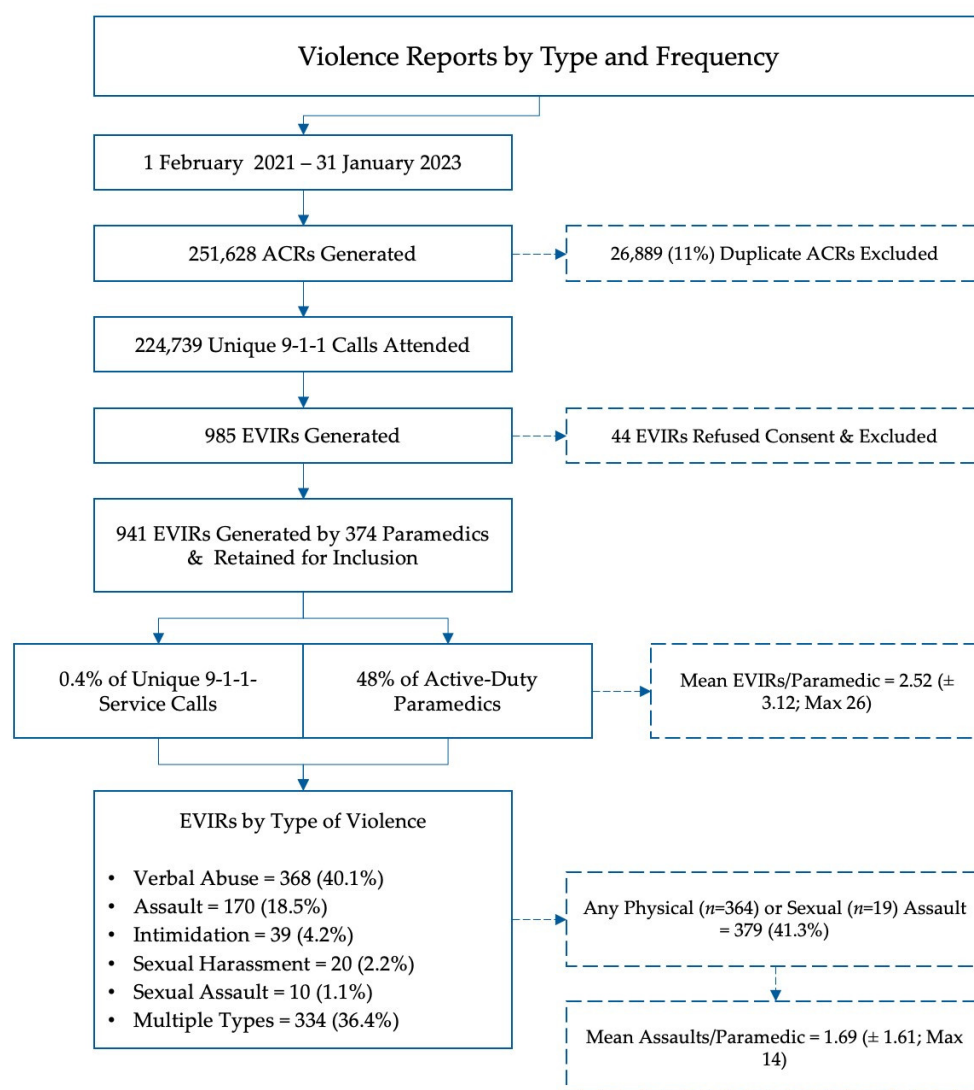 Violence Reports by Type and Frequency
1 February  2021 – 31 January 2023
251,628 ACRs Generated
26,889 (11%) Duplicate ACRs Excluded
224,739 Unique 9-1-1 Calls Attended
985 EVIRs Generated
44 EVIRs Refused Consent & Excluded
941 EVIRs Generated by 374 Paramedics
&  Retained for Inclusion
0.4% of Unique 9-1-1-
Service Calls
48% of Active-Duty
Paramedics
Mean EVIRs/Paramedic = 2.52 (±
3.12; Max 26)
EVIRs by Type of Violence
• Verbal Abuse = 368 (40.1%)
• Assault = 170 (18.5%)
• Intimidation = 39 (4.2%)
• Sexual Harassment = 20 (2.2%)
• Sexual Assault = 10 (1.1%)
• Multiple Types = 334 (36.4%)
Any Physical (n=364) or Sexual (n=19) Assault
= 379 (41.3%)
Mean Assaults/Paramedic = 1.69 (± 1.61; Max
14)